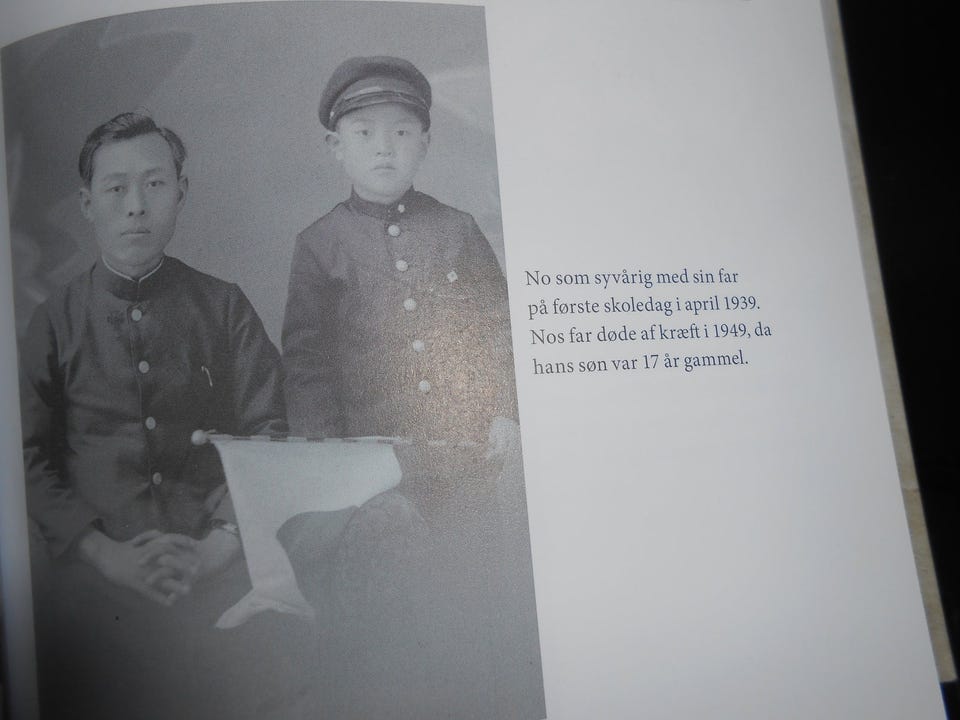 No som syvårig med sin far
på første skoledag i april 1939.
Nos far døde af kræft i 1949, da
hans søn var 17 år gammel.